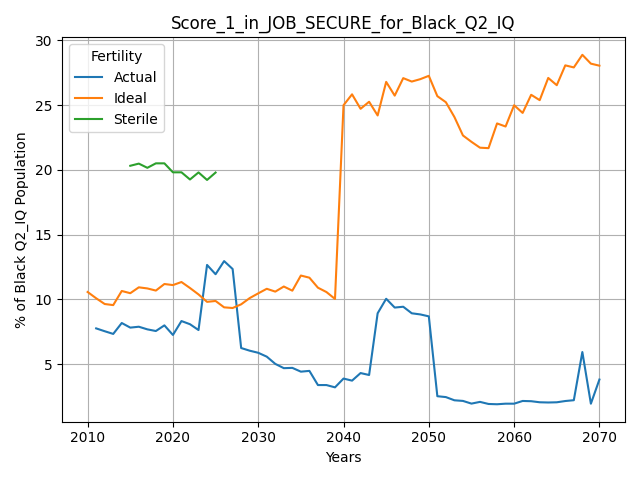 Score_1_in_JOB_SECURE_for_Black_Q2_IQ
Fertility
Actual
Ideal
Sterile
% of Black Q2_IQ Population
30
25
20
15
10
5
2010 2020 2030 2040 2050 2060 2070
Years